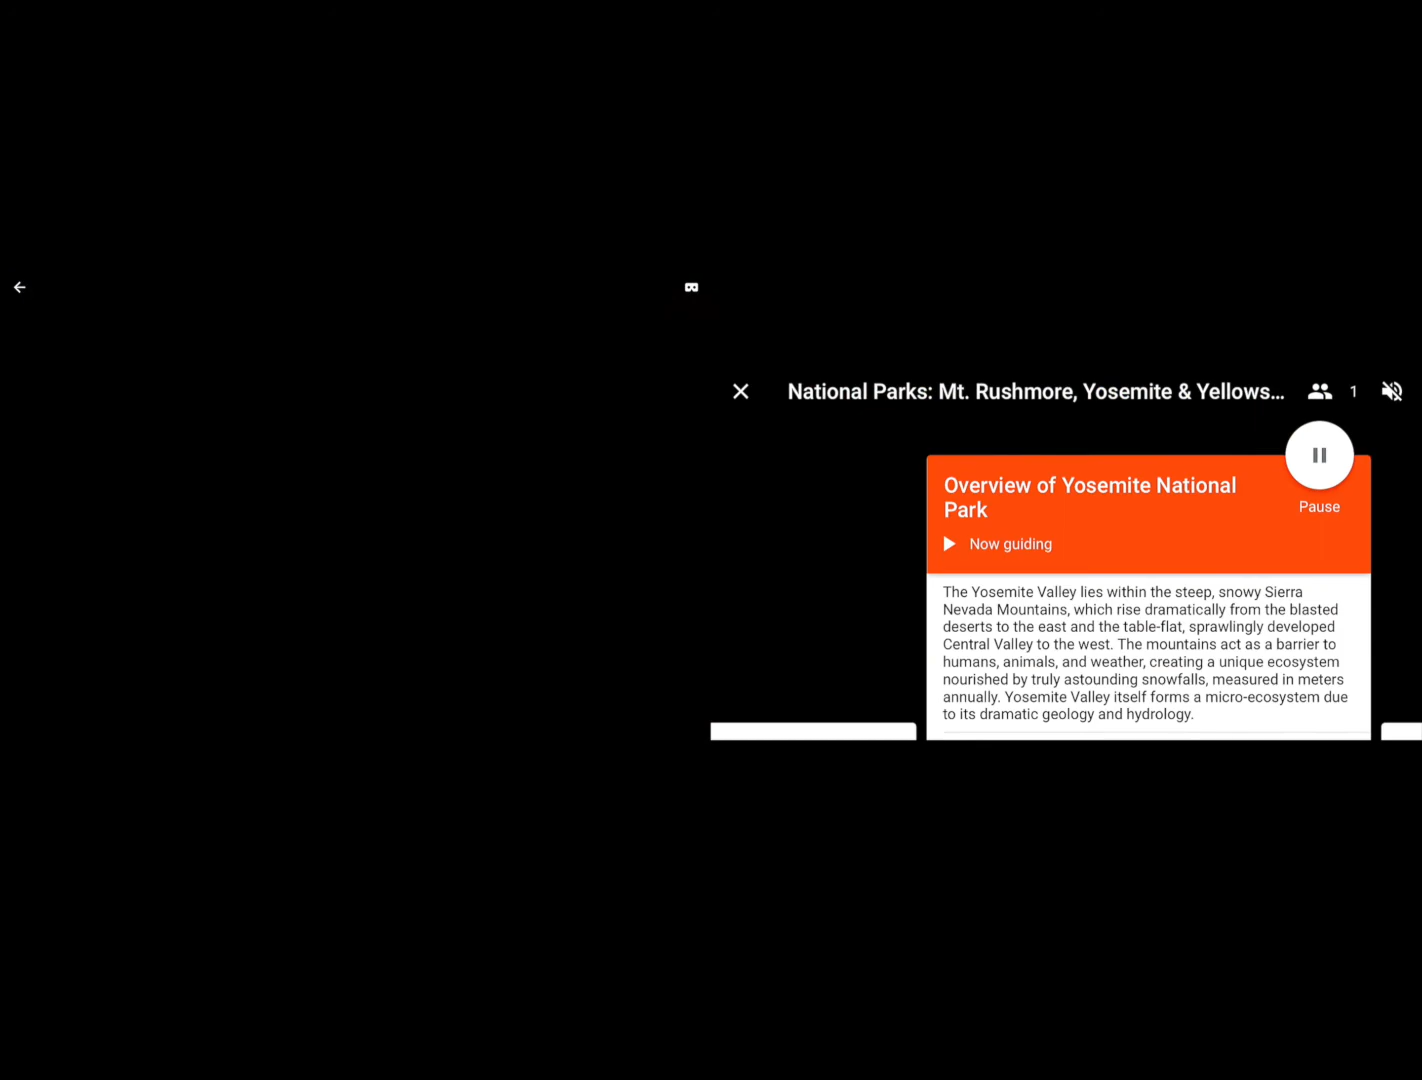 National Parks: Mt. Rushmore, Yosemite & Yellows...
1
Overview of Yosemite National
Park
Pause
Now guiding
The Yosemite Valley lies within the steep, snowy Sierra
Nevada Mountains, which rise dramatically from the blasted
deserts to the east and the table-flat, sprawlingly developed
Central Valley to the west. The mountains act as a barrier to
humans, animals, and weather, creating a unique ecosystem
nourished by truly astounding snowfalls, measured in meters
annually. Yosemite Valley itself forms a micro-ecosystem due
to its dramatic geology and hydrology.